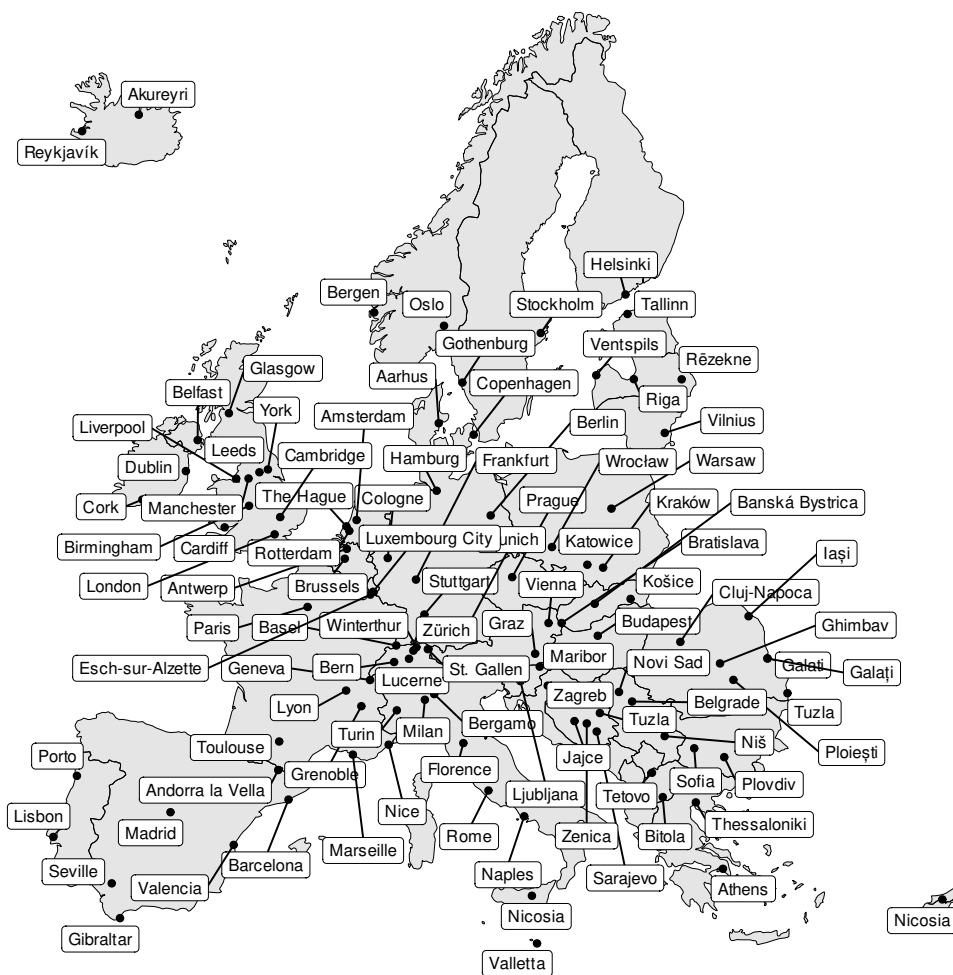 Akureyri
Reykjavík
Helsinki
Bergen
Oslo
Stockholm
Tallinn
Gothenburg
Ventspils
Rēzekne
Glasgow
Aarhus
Copenhagen
Belfast
Riga
York
Amsterdam
Berlin
Vilnius
Liverpool
Leeds
Cambridge
Hamburg
Frankfurt
Wrocław
Warsaw
Dublin
The Hague
Cologne
Prague
Kraków
Banská Bystrica
Cork
Manchester
Luxembourg City
Katowice
Bratislava
Birmingham
Cardiff
Rotterdam
Iași
London
Antwerp
Brussels
Stuttgart
Vienna
Košice
Cluj-Napoca
Paris
Basel
Winterthur
Zürich
Graz
Budapest
Ghimbav
Esch-sur-Alzette
Geneva
Bern
St. Gallen
Maribor
Novi Sad
Galati
Galați
Lucerne
Lyon
Zagreb
Belgrade
Tuzla
Tuzla
Bergamo
Toulouse
Turin
Milan
Niš
Ploiești
Porto
Grenoble
Florence
Jajce
Andorra la Vella
Ljubljana
Tetovo
Sofia
Plovdiv
Lisbon
Madrid
Nice
Rome
Zenica
Bitola
Thessaloniki
Seville
Valencia
Barcelona
Marseille
Naples
Sarajevo
Athens
Gibraltar
Nicosia
Nicosia
Valletta